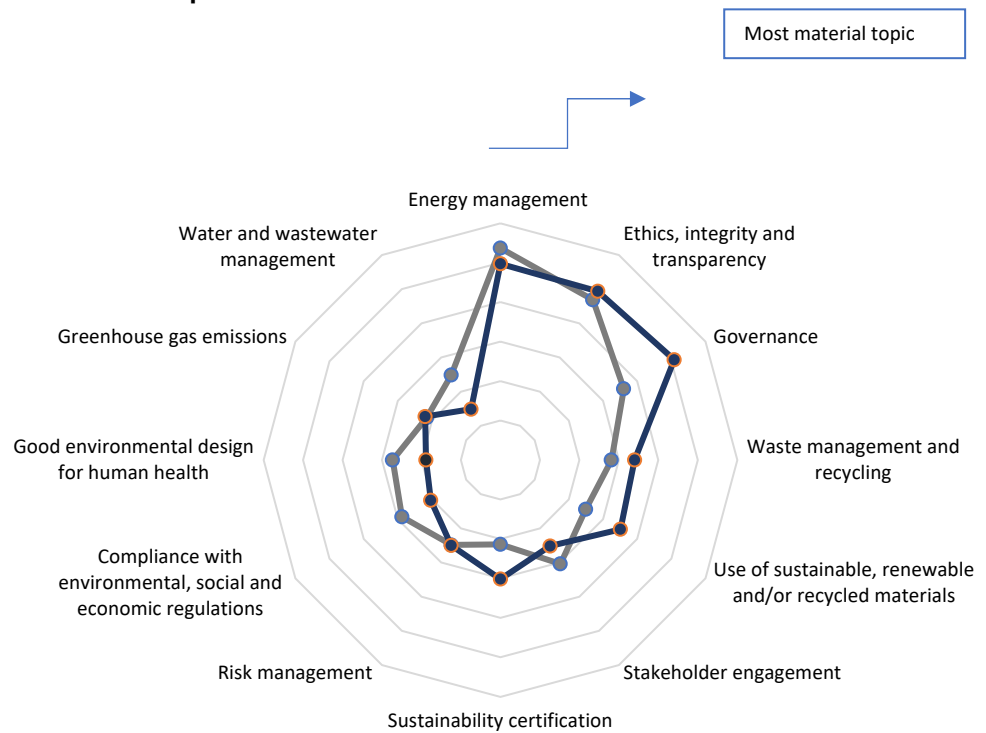 Most material topic
Energy management
Ethics, integrity and
transparency
Governance
Waste management and
recycling
Use of sustainable, renewable
and/or recycled materials
Stakeholder engagement
Sustainability certification
Risk management
Compliance with
environmental, social and
economic regulations
Good environmental design
for human health
Greenhouse gas emissions
Water and wastewater
management